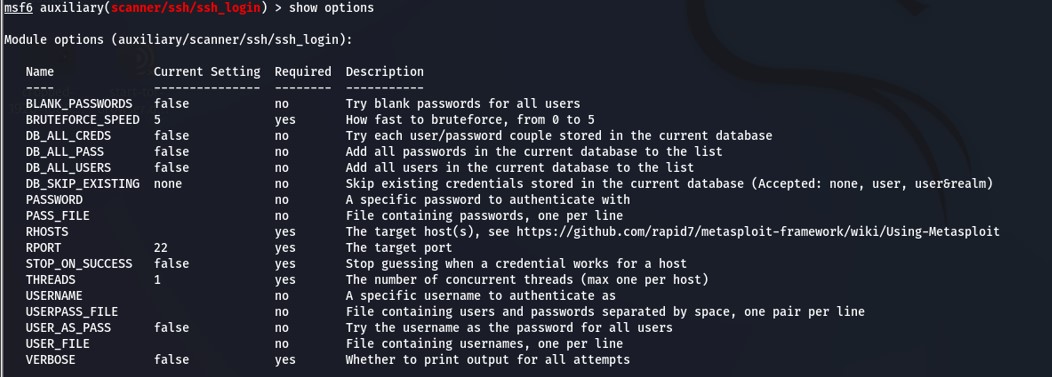 msf6 auxiliary(scanner/ssh/ssh_login) > show options
Module options (auxiliary/scanner/ssh/ssh_login):
Name Current Setting Required Description
---- --------------- -------- -----------
BLANK_PASSWORDS false no Try blank passwords for all users
BRUTEFORCE_SPEED 5 yes How fast to bruteforce, from 0 to 5
DB_ALL_CREDS false no Try each user/password couple stored in the current database
DB_ALL_PASS false no Add all passwords in the current database to the list
DB_ALL_USERS false no Add all users in the current database to the list
DB_SKIP_EXISTING none no Skip existing credentials stored in the current database (Accepted: none, user, user&realm)
PASSWORD no A specific password to authenticate with
PASS_FILE no File containing passwords, one per line
RHOSTS yes The target host(s), see https://github.com/rapid7/metasploit-framework/wiki/Using-Metasploit
RPORT 22 yes The target port
STOP_ON_SUCCESS false yes Stop guessing when a credential works for a host
THREADS 1 yes The number of concurrent threads (max one per host)
USERNAME no A specific username to authenticate as
USERPASS_FILE no File containing users and passwords separated by space, one pair per line
USER_AS_PASS false no Try the username as the password for all users
USER_FILE no File containing usernames, one per line
VERBOSE false yes Whether to print output for all attempts